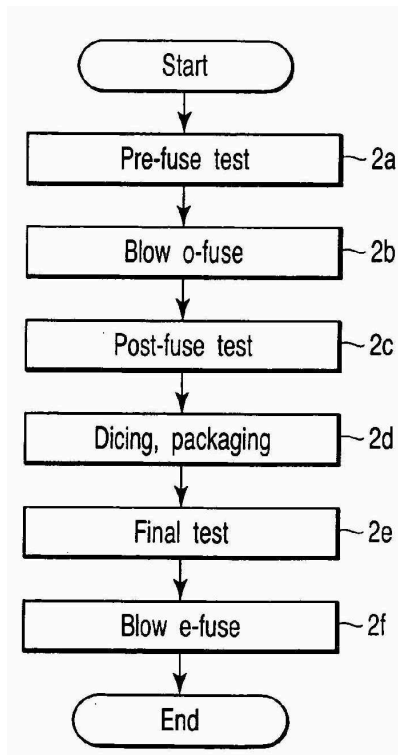 Start
Pre-fuse test 2a
Blow o-fuse 2b
Post-fuse test 2c
Dicing, packaging 2d
Final test 2e
Blow e-fuse 2f
End